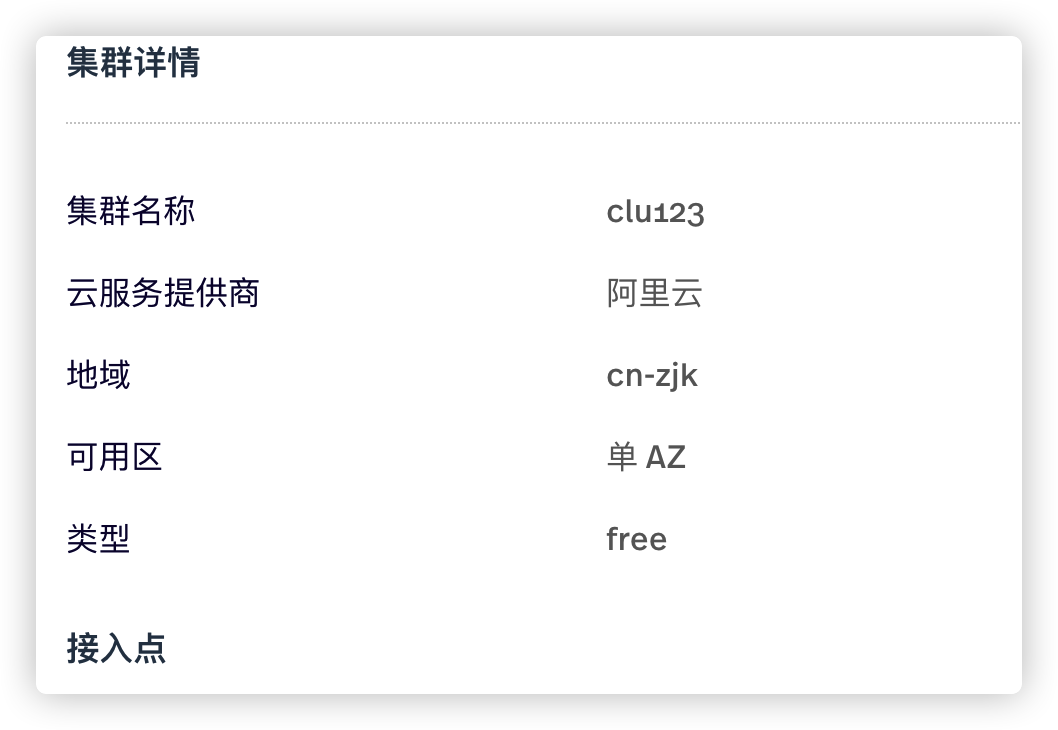 集群详情
集群名称 clu123
云服务提供商 阿里云
地域 cn-zjk
可用区 单 AZ
类型 free
接入点